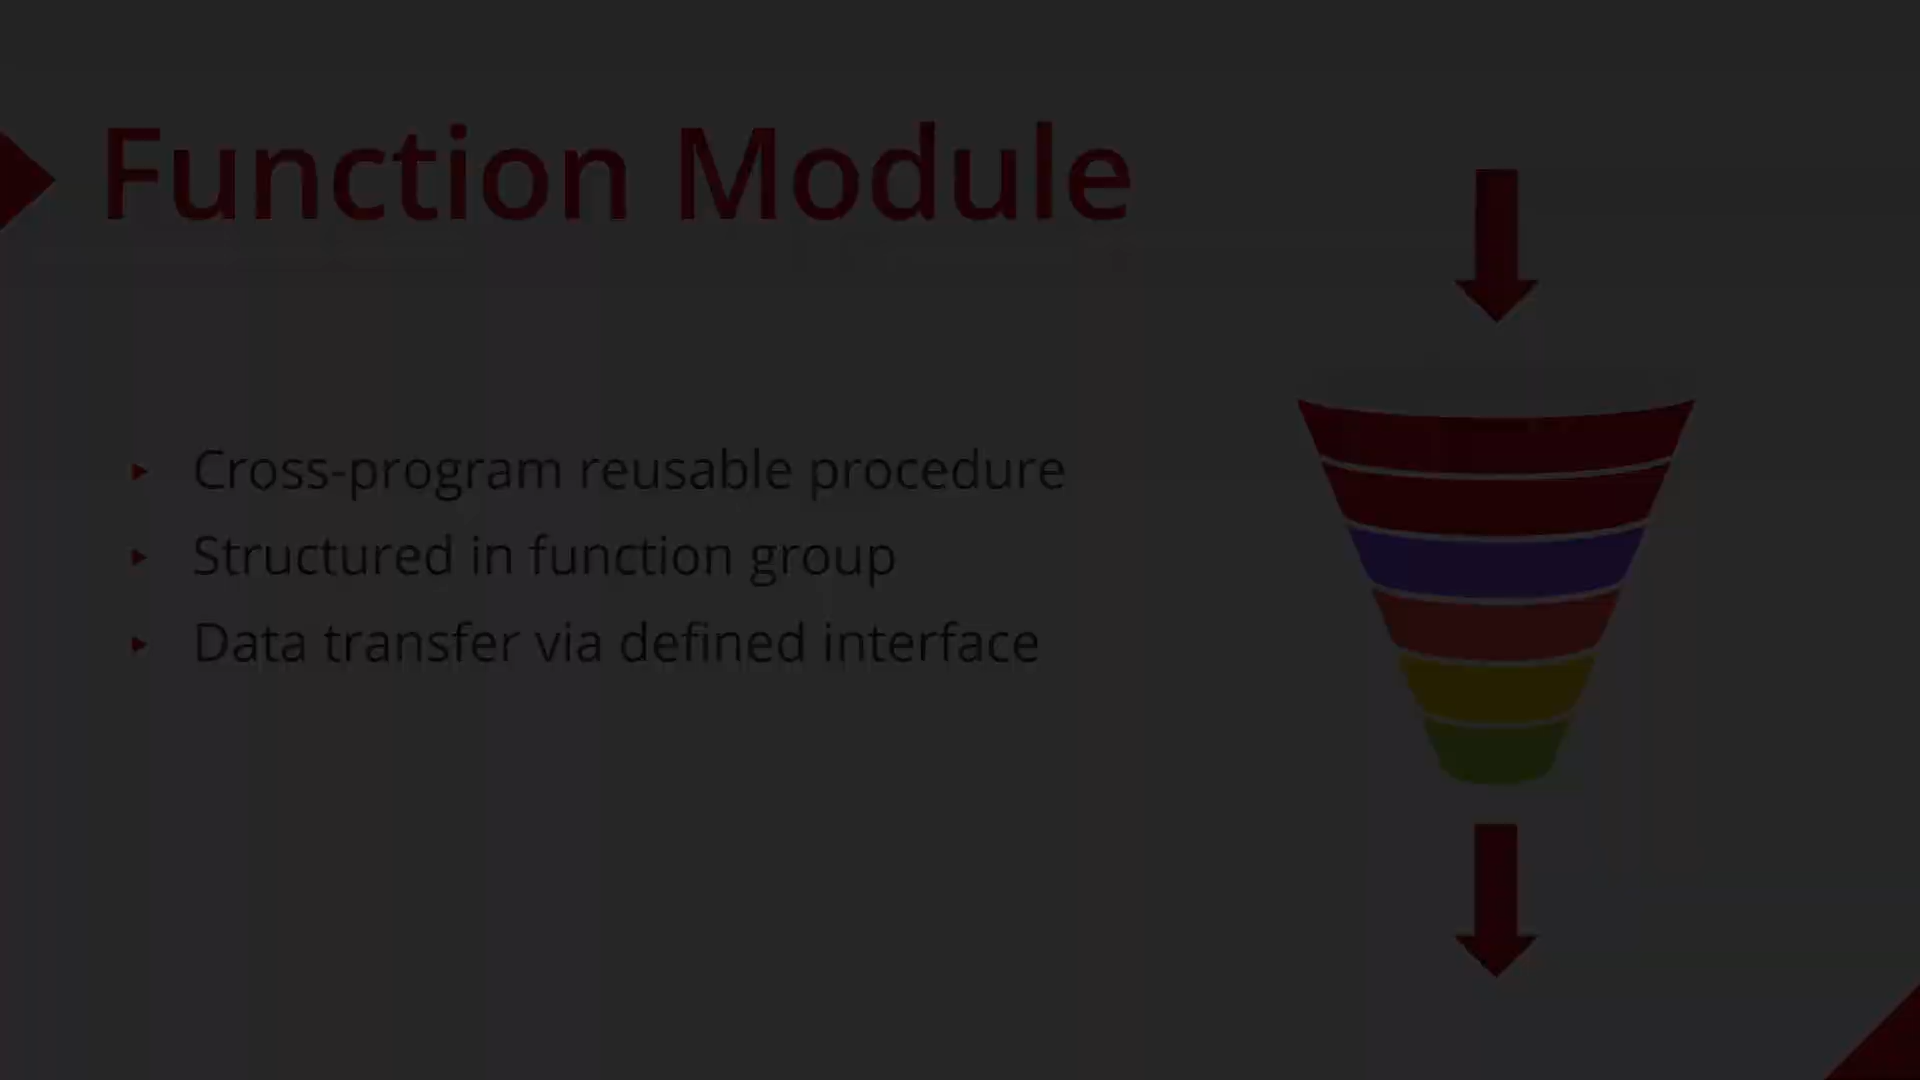 Function Module
Cross-program reusable procedure
Structured in function group
Data transfer via defined interface